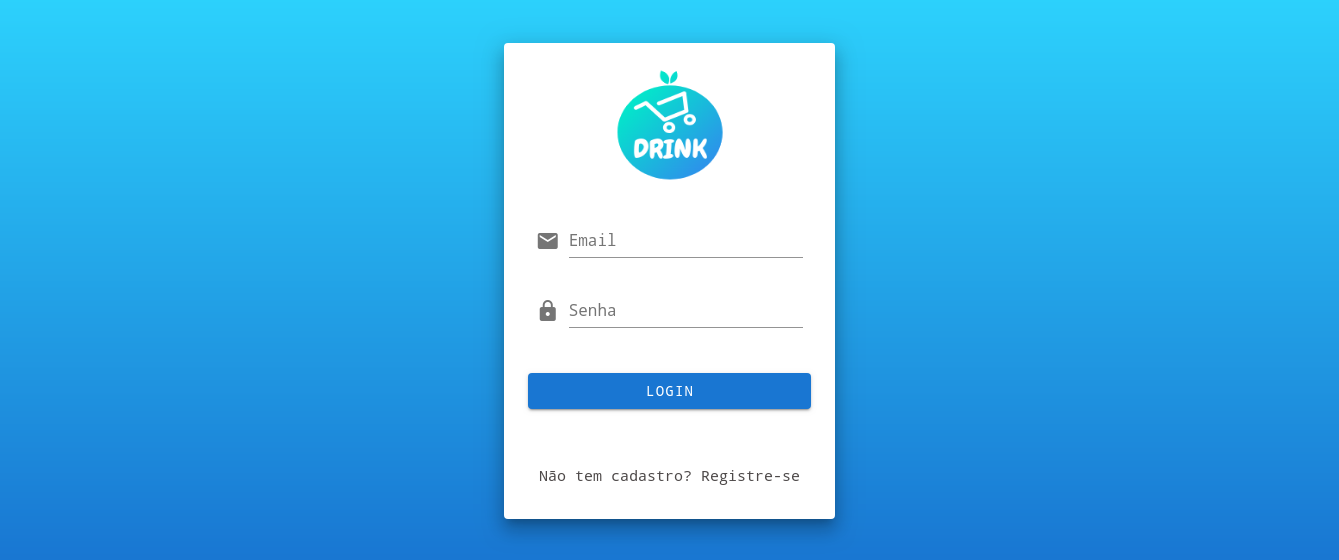 DRINK
Email
Senha
LOGIN
Não tem cadastro? Registre-se